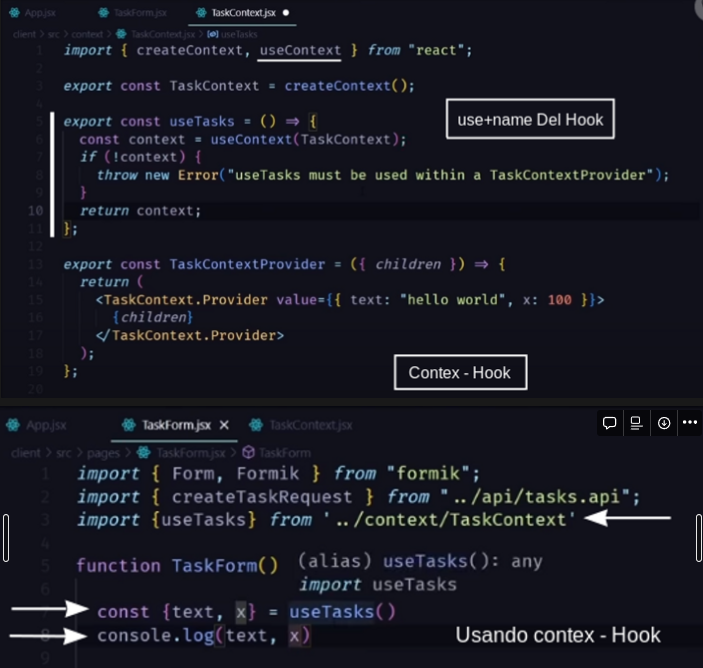 App.jsx TaskForm.jsx TaskContext.jsx ●
client > src > context > TaskContext.jsx > useTasks
1 import { createContext, useContext } from "react";
2
3 export const TaskContext = createContext();
4
5 export const useTasks = () ⇒ {
use+name Del Hook
6 const context = useContext(TaskContext);
7 if (!context) {
8 throw new Error("useTasks must be used within a TaskContextProvider");
9 }
10 return context;
11 };
12
13 export const TaskContextProvider = ({ children }) ⇒ {
14 return (
15 <TaskContext.Provider value={{ text: "hello world", x: 100 }}>
16 {children}
17 </TaskContext.Provider>
18 );
19 };
20
Contex - Hook
App.jsx TaskForm.jsx X TaskContext.jsx
client > src > pages > TaskForm.jsx > TaskForm
1 import { Form, Formik } from "formik";
2 import { createTaskRequest } from "../api/tasks.api";
3 import {useTasks} from '../context/TaskContext'
4
5 function TaskForm() (alias) useTasks(): any
6 import useTasks
const {text, x} = useTasks()
8 console.log(text, x)
Usando contex - Hook
9